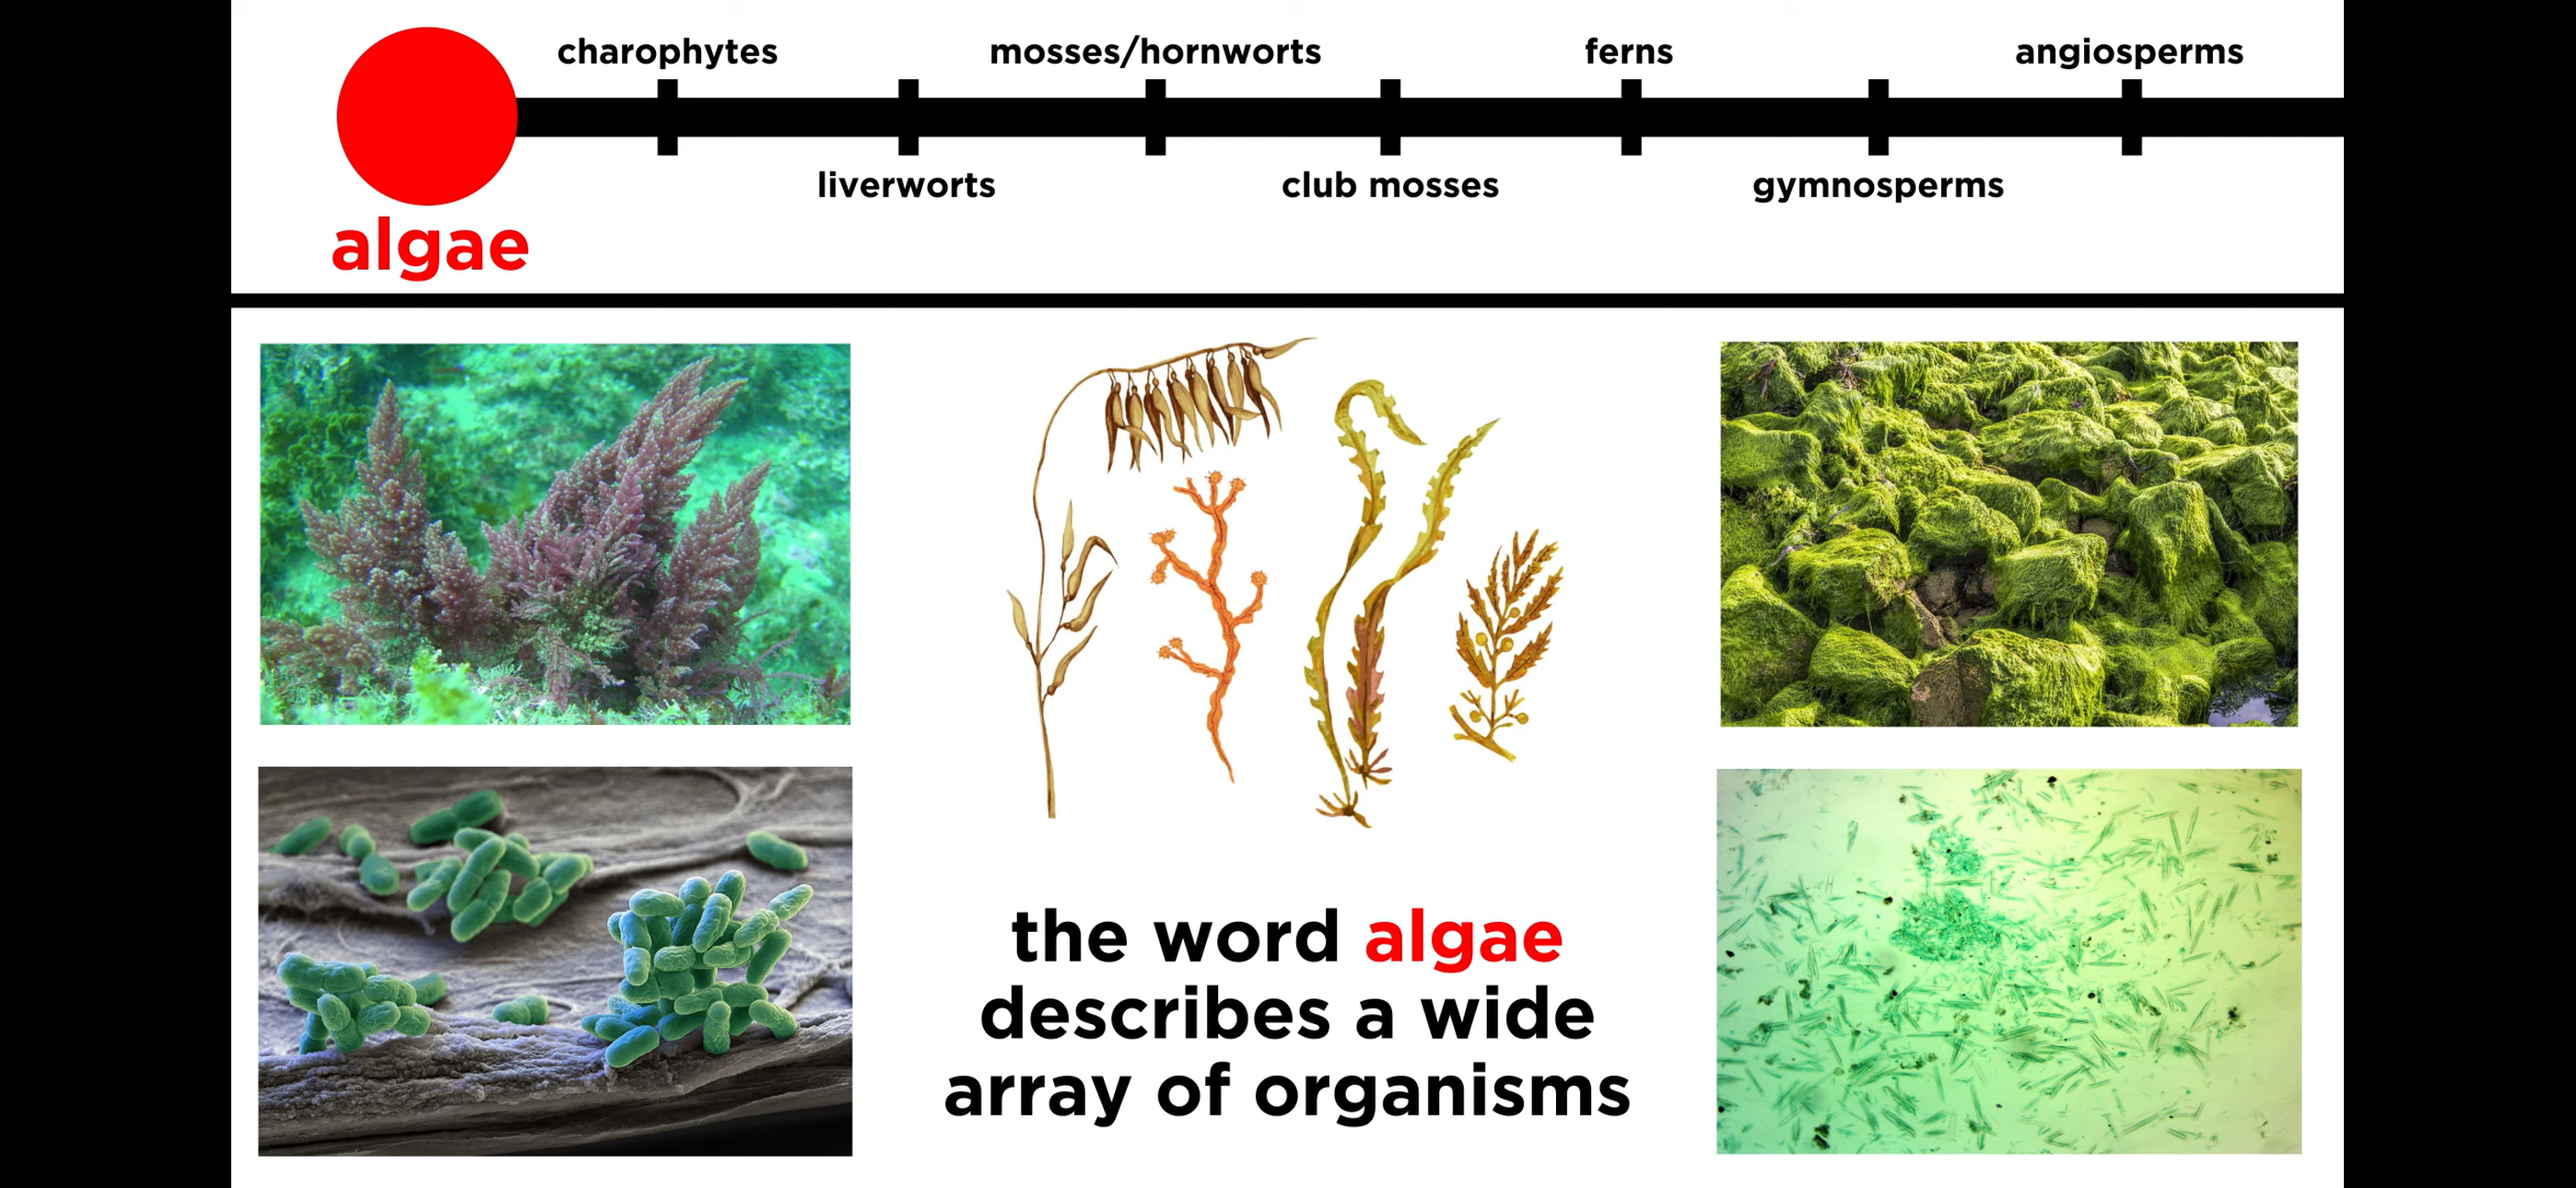 charophytes
mosses/hornworts
ferns
angiosperms
liverworts
club mosses
gymnosperms
algae
the word algae
describes a wide
array of organisms